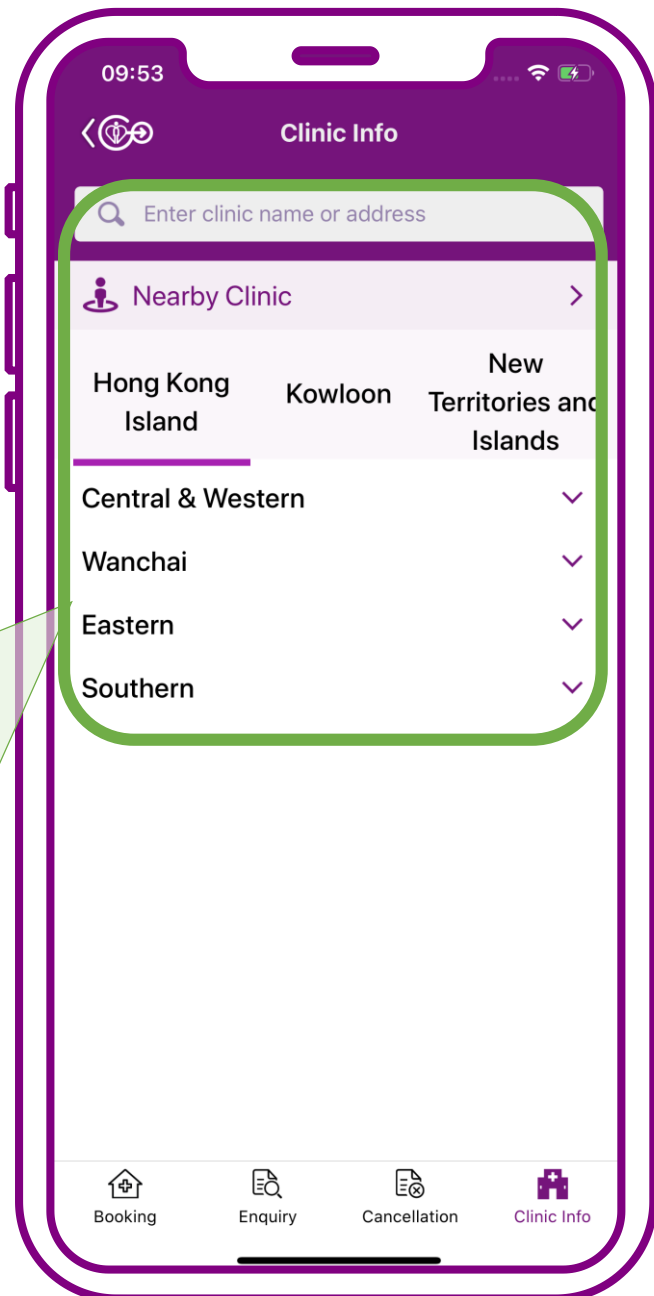 09:53
Clinic Info
Enter clinic name or address
Nearby Clinic
Hong Kong
Island
Kowloon
New
Territories and
Islands
Central & Western
Wanchai
Eastern
Southern
Booking
Enquiry
Cancellation
Clinic Info